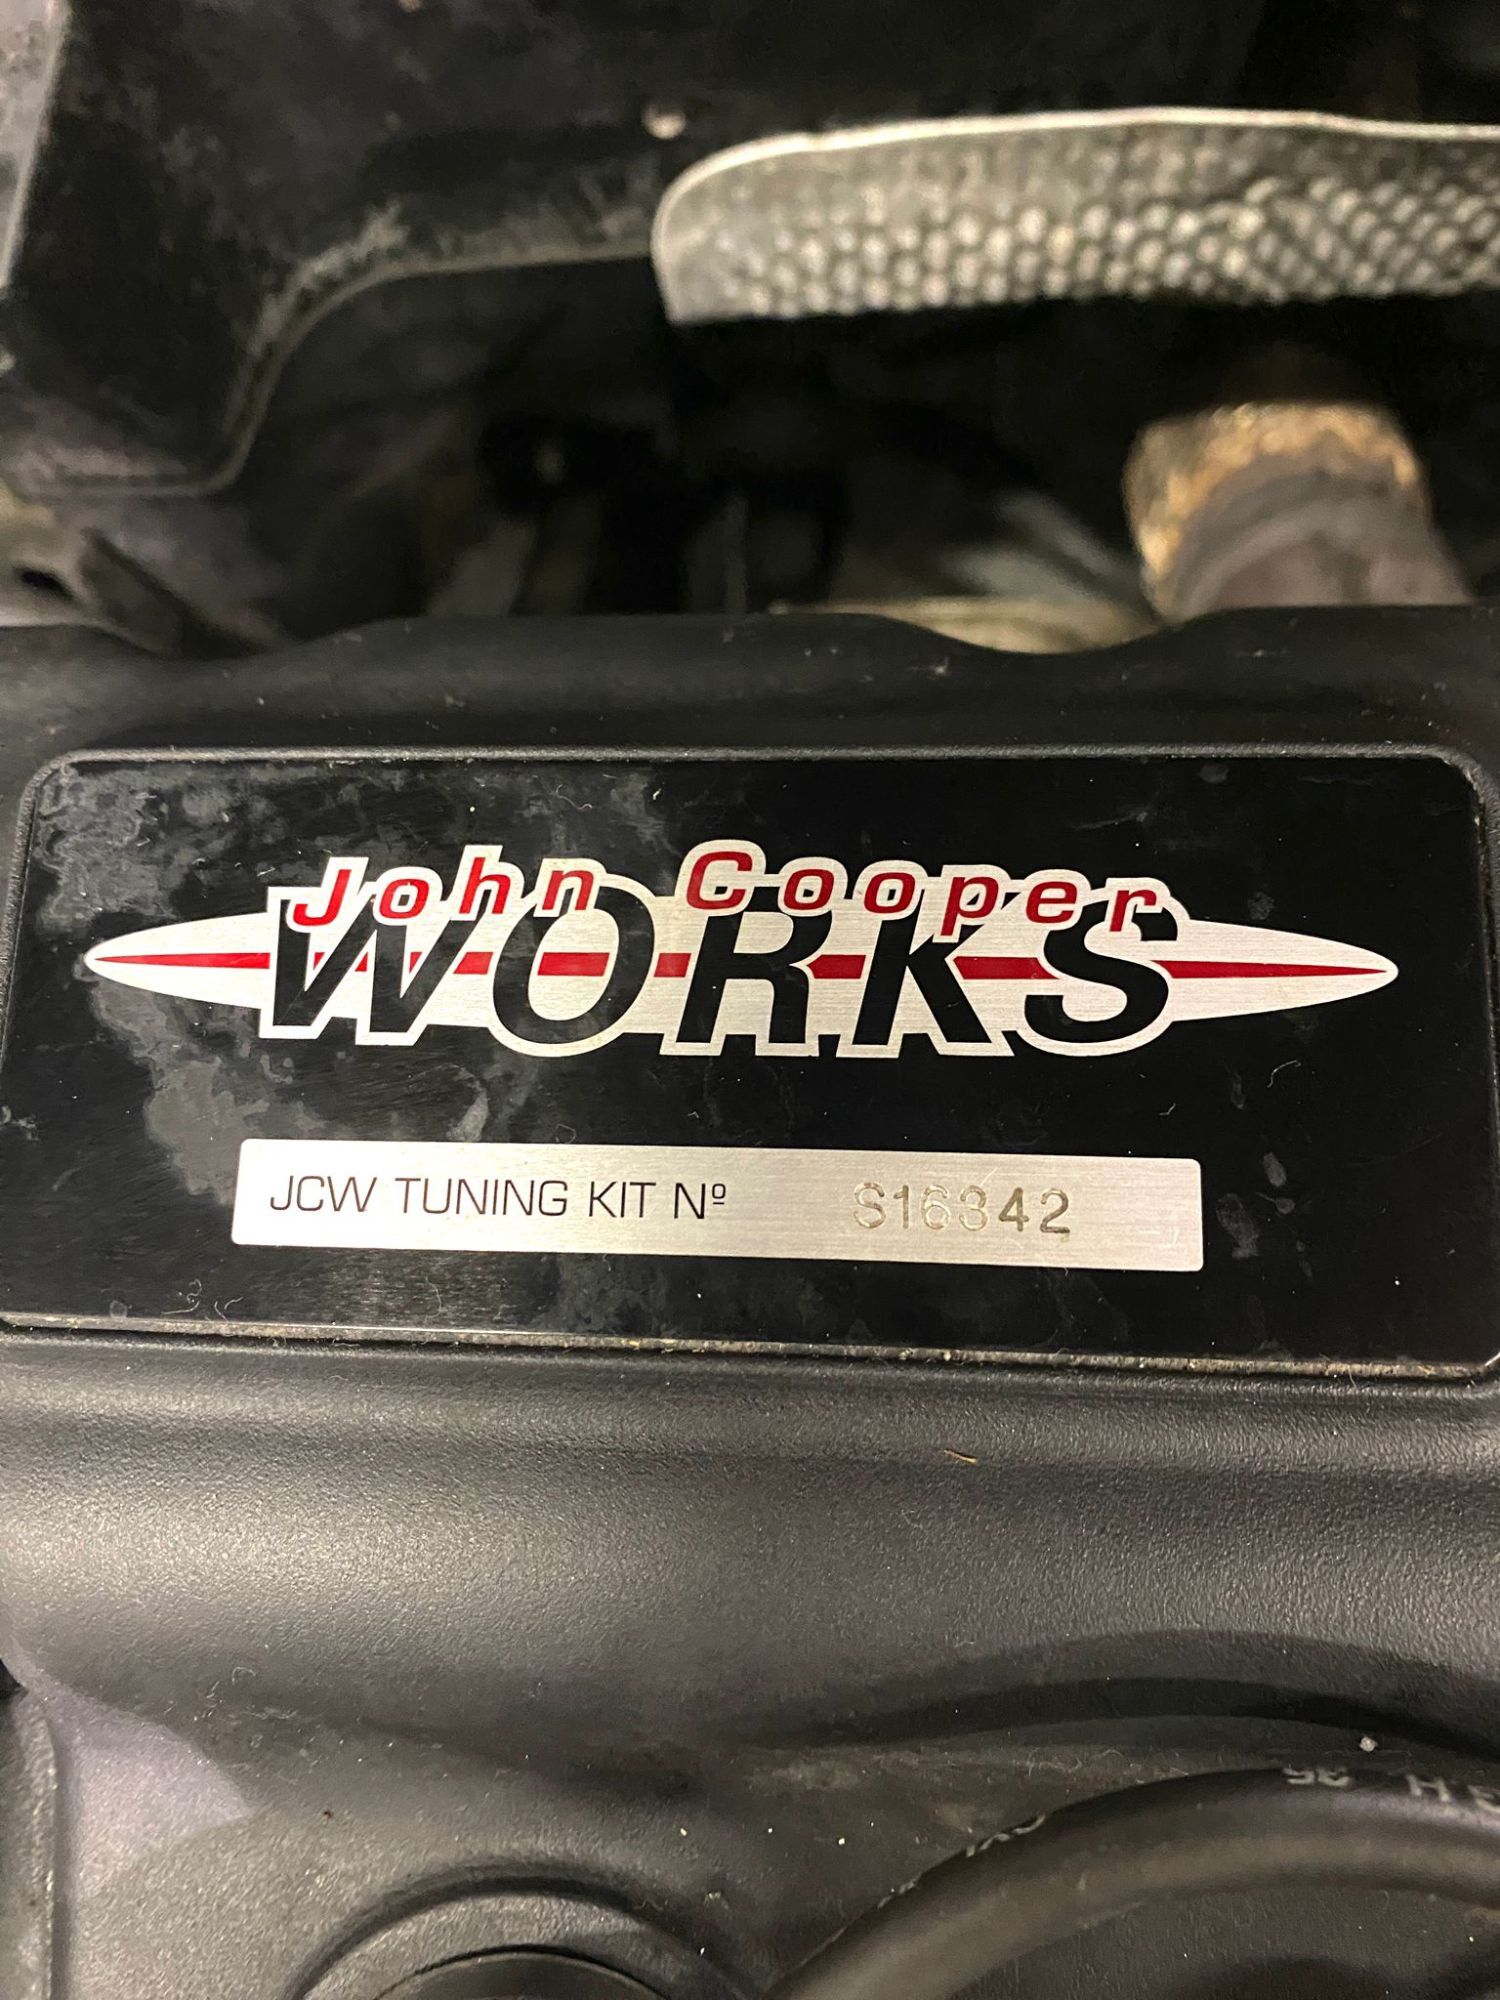 John Cooper
WORKS
JCW TUNING KIT Nº S16342